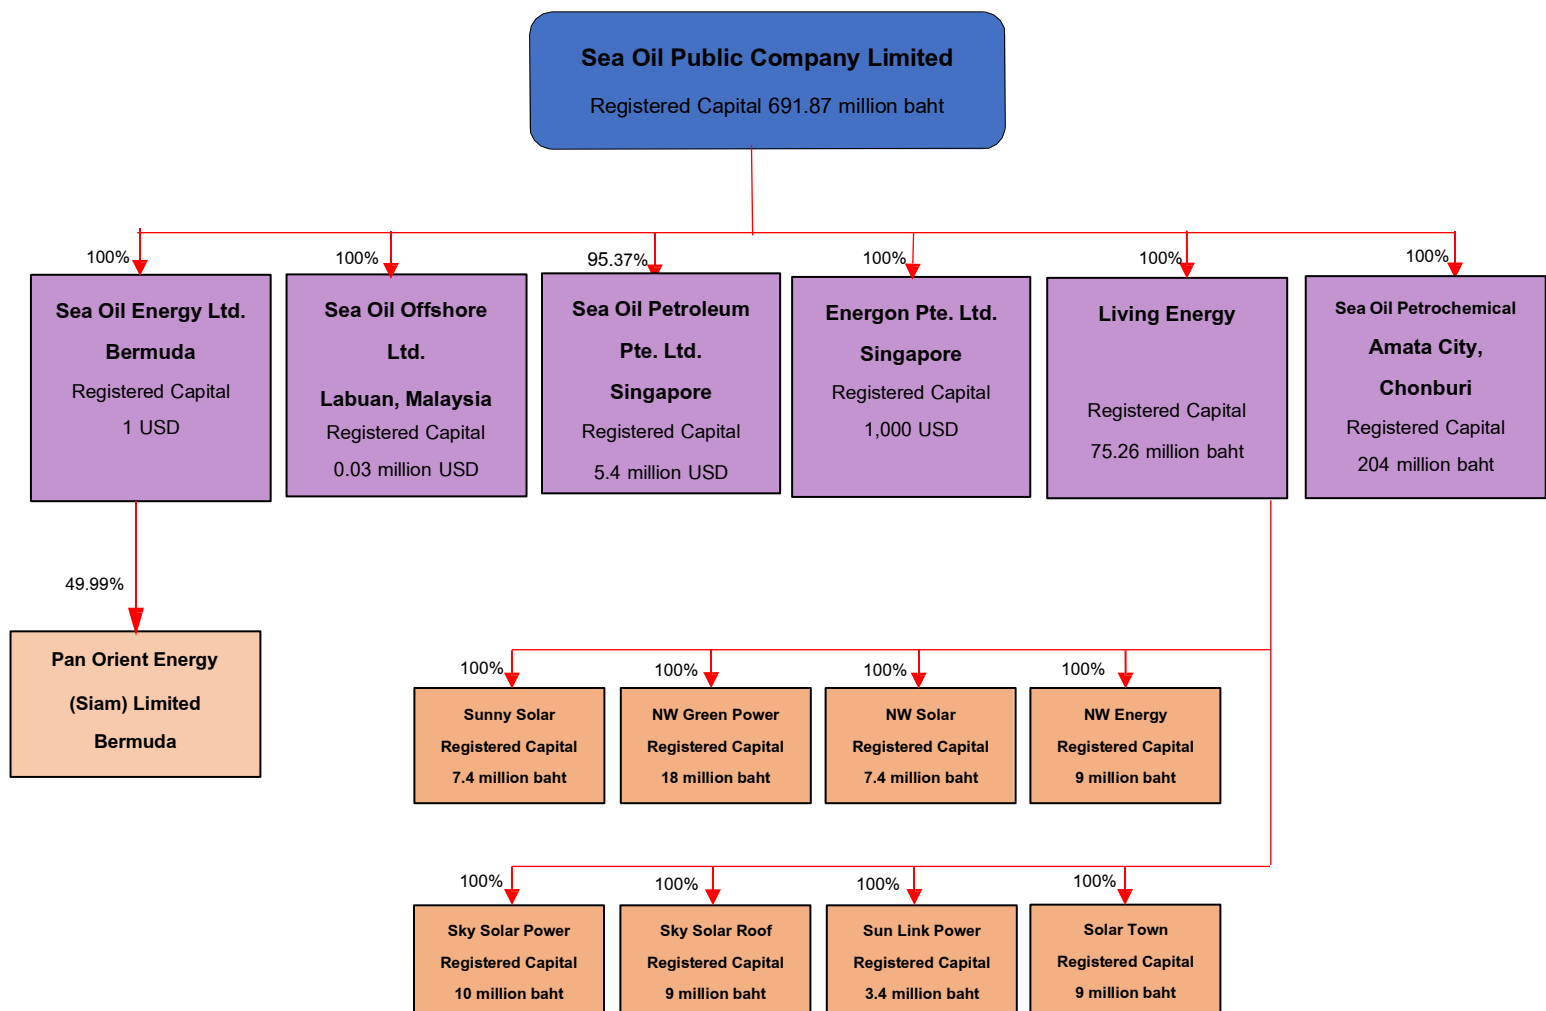 Sea Oil Public Company Limited
Registered Capital 691.87 million baht
100%
Sea Oil Energy Ltd.
Bermuda
Registered Capital
1 USD
100%
Sea Oil Offshore
Ltd.
Labuan, Malaysia
Registered Capital
0.03 million USD
95.37%
Sea Oil Petroleum
Pte. Ltd.
Singapore
Registered Capital
5.4 million USD
100%
Energon Pte. Ltd.
Singapore
Registered Capital
1,000 USD
100%
Living Energy
Registered Capital
75.26 million baht
100%
Sea Oil Petrochemical
Amata City,
Chonburi
Registered Capital
204 million baht
49.99%
Pan Orient Energy
(Siam) Limited
Bermuda
100%
Sunny Solar
Registered Capital
7.4 million baht
100%
NW Green Power
Registered Capital
18 million baht
100%
NW Solar
Registered Capital
7.4 million baht
100%
NW Energy
Registered Capital
9 million baht
100%
Sky Solar Power
Registered Capital
10 million baht
100%
Sky Solar Roof
Registered Capital
9 million baht
100%
Sun Link Power
Registered Capital
3.4 million baht
100%
Solar Town
Registered Capital
9 million baht